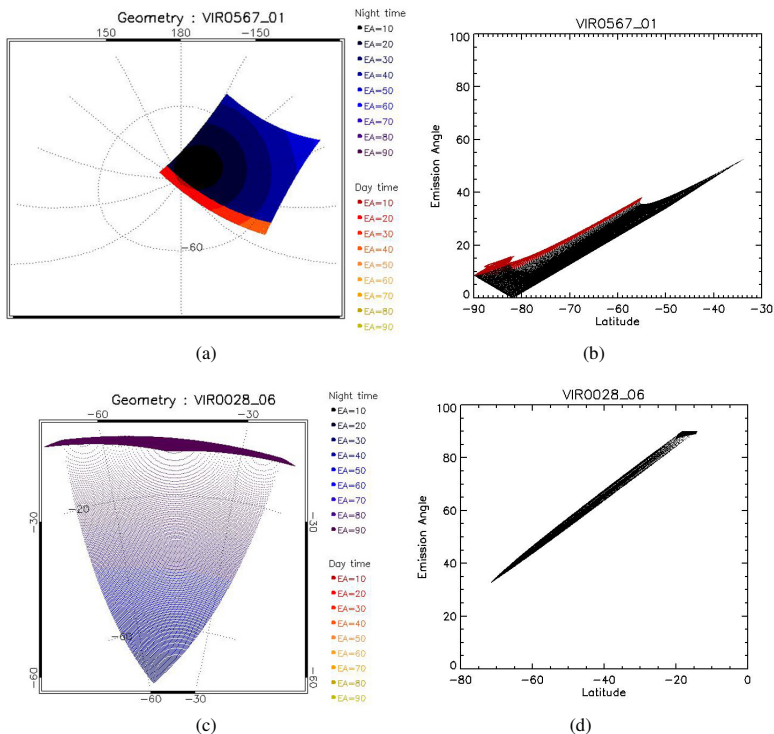 Geometry : VIR0567_01
150 180 -150
-60
Night time
EA=10
EA=20
EA=30
EA=40
EA=50
EA=60
EA=70
EA=80
EA=90
Day time
EA=10
EA=20
EA=30
EA=40
EA=50
EA=60
EA=70
EA=80
EA=90
(a)
VIR0567_01
Emission Angle
100
80
60
40
20
0
-90 -80 -70 -60 -50 -40 -30
Latitude
(b)
Geometry : VIR0028_06
-60 -30
-20
-30 -30
-60
-60 -60
-60 -30
Night time
EA=10
EA=20
EA=30
EA=40
EA=50
EA=60
EA=70
EA=80
EA=90
Day time
EA=10
EA=20
EA=30
EA=40
EA=50
EA=60
EA=70
EA=80
EA=90
(c)
VIR0028_06
Emission Angle
100
80
60
40
20
0
-80 -60 -40 -20 0
Latitude
(d)